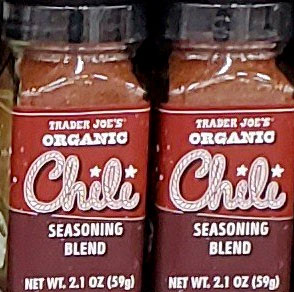 TRADER JOE'S
ORGANIC
Chili
SEASONING
BLEND
NET WT. 2.1 OZ (59g)
TRADER JOE'S
ORGANIC
Chili
SEASONING
BLEND
NET WT. 2.1 OZ (59g)